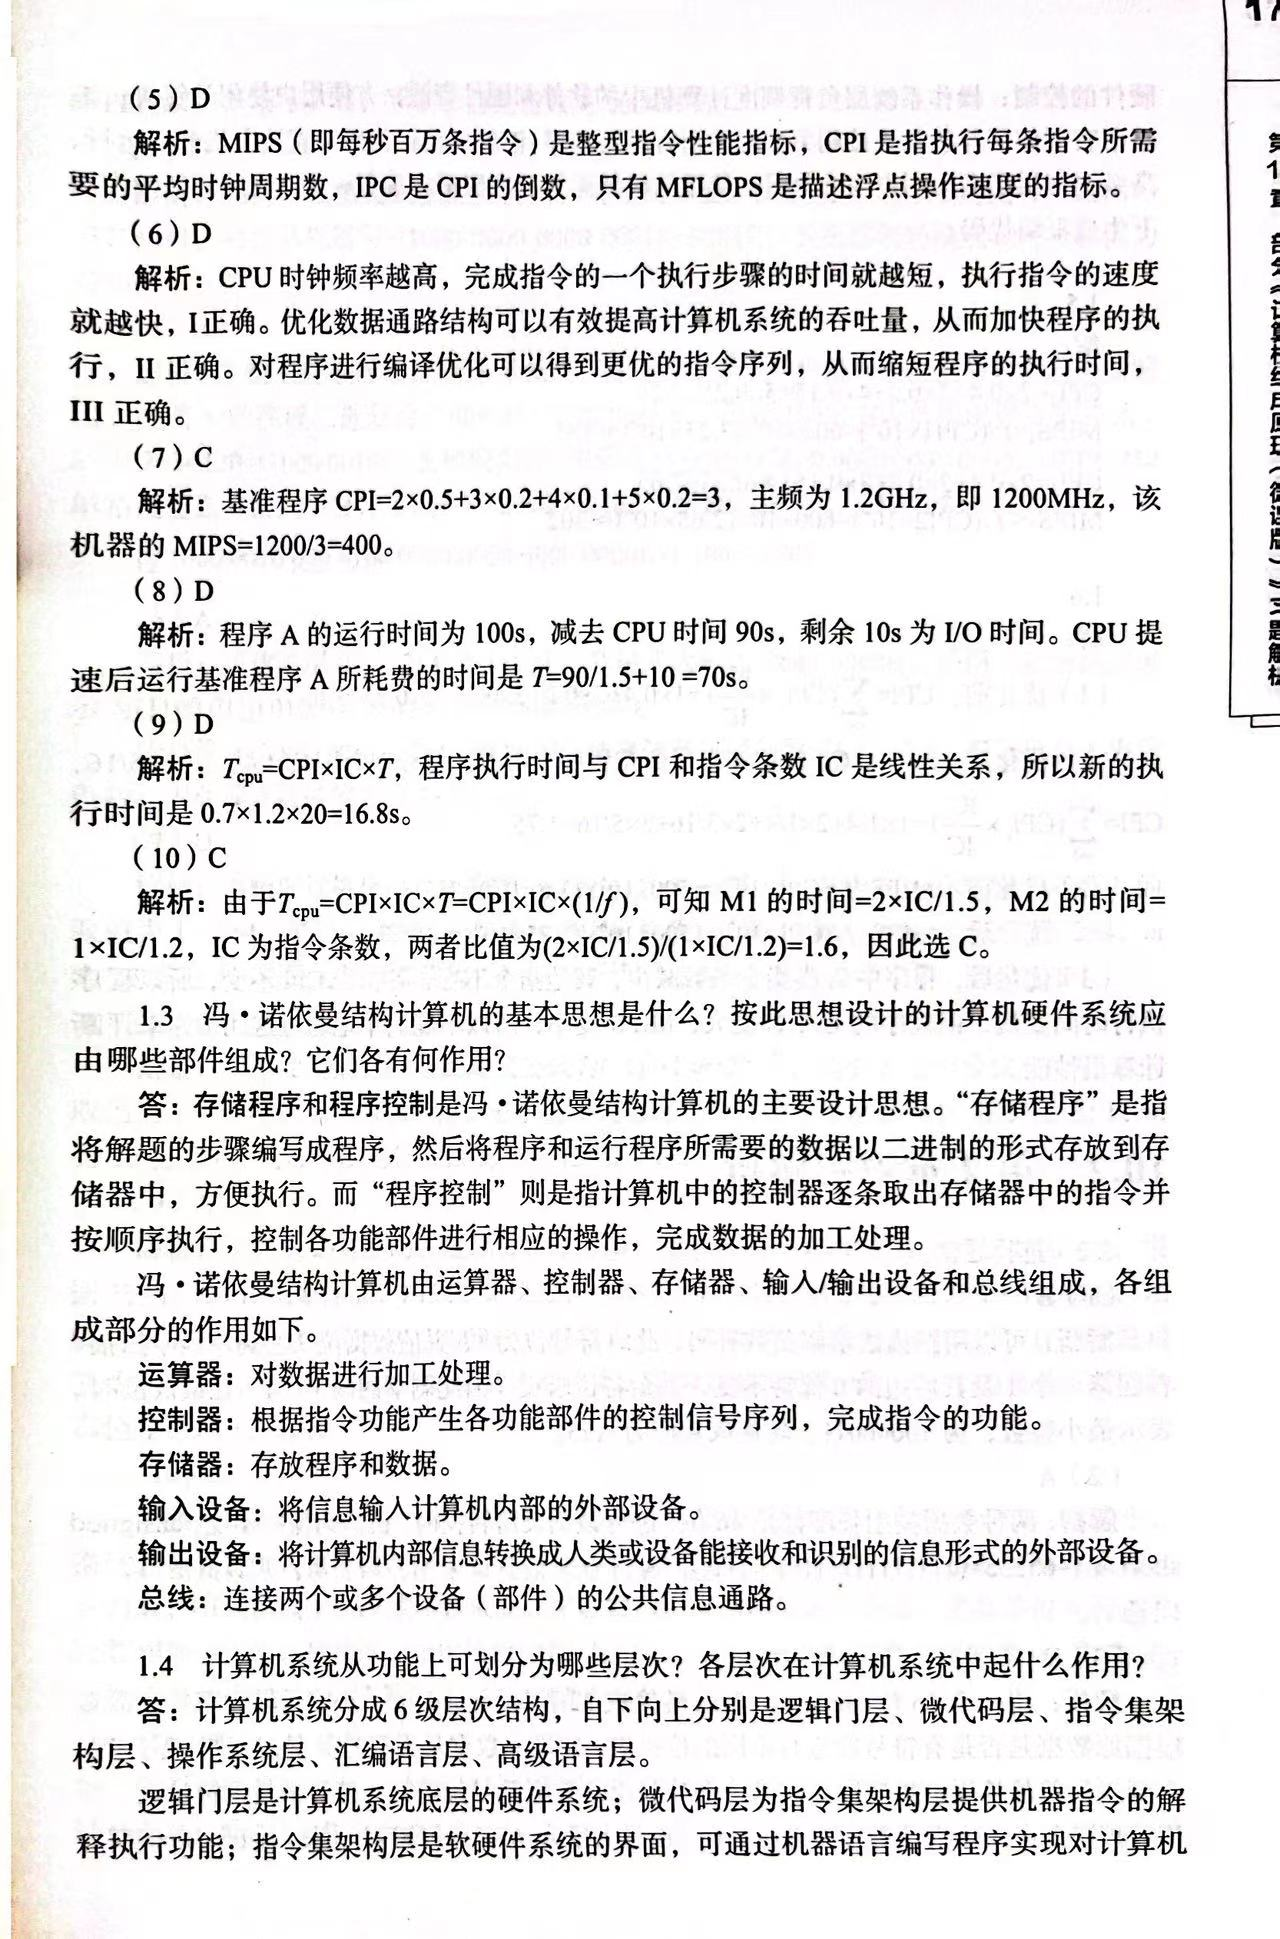 (5) D
解析：MIPS（即每秒百万条指令）是整型指令性能指标，CPI 是指执行每条指令所需
要的平均时钟周期数，IPC 是 CPI 的倒数，只有 MFLOPS 是描述浮点操作速度的指标。
(6) D
解析：CPU 时钟频率越高，完成指令的一个执行步骤的时间就越短，执行指令的速度
就越快，I 正确。优化数据通路结构可以有效提高计算机系统的吞吐量，从而加快程序的执
行，II 正确。对程序进行编译优化可以得到更优的指令序列，从而缩短程序的执行时间，
III 正确。
(7) C
解析：基准程序 CPI=2×0.5+3×0.2+4×0.1+5×0.2=3，主频为 1.2GHz，即 1200MHz，该
机器的 MIPS=1200/3=400。
(8) D
解析：程序 A 的运行时间为 100s，减去 CPU 时间 90s，剩余 10s 为 I/O 时间。CPU 提
速后运行基准程序 A 所耗费的时间是 T=90/1.5+10 =70s。
(9) D
解析：Tcpu=CPI×IC×T，程序执行时间与 CPI 和指令条数 IC 是线性关系，所以新的执
行时间是 0.7×1.2×20=16.8s。
(10) C
解析：由于Tcpu=CPI×IC×T=CPI×IC×(1/f)，可知 M1 的时间=2×IC/1.5，M2 的时间=
1×IC/1.2，IC 为指令条数，两者比值为(2×IC/1.5)/(1×IC/1.2)=1.6，因此选 C。
1.3 冯·诺依曼结构计算机的基本思想是什么？按此思想设计的计算机硬件系统应
由哪些部件组成？它们各有何作用？
答：存储程序和程序控制是冯·诺依曼结构计算机的主要设计思想。“存储程序”是指
将解题的步骤编写成程序，然后将程序和运行程序所需要的数据以二进制的形式存放到存
储器中，方便执行。而“程序控制”则是指计算机中的控制器逐条取出存储器中的指令并
按顺序执行，控制各功能部件进行相应的操作，完成数据的加工处理。
冯·诺依曼结构计算机由运算器、控制器、存储器、输入/输出设备和总线组成，各组
成部分的作用如下。
运算器：对数据进行加工处理。
控制器：根据指令功能产生各功能部件的控制信号序列，完成指令的功能。
存储器：存放程序和数据。
输入设备：将信息输入计算机内部的外部设备。
输出设备：将计算机内部信息转换成人类或设备能接收和识别的信息形式的外部设备。
总线：连接两个或多个设备（部件）的公共信息通路。
1.4 计算机系统从功能上可划分为哪些层次？各层次在计算机系统中起什么作用？
答：计算机系统分成 6 级层次结构，自下向上分别是逻辑门层、微代码层、指令集架
构层、操作系统层、汇编语言层、高级语言层。
逻辑门层是计算机系统底层的硬件系统；微代码层为指令集架构层提供机器指令的解
释执行功能；指令集架构层是软硬件系统的界面，可通过机器语言编写程序实现对计算机